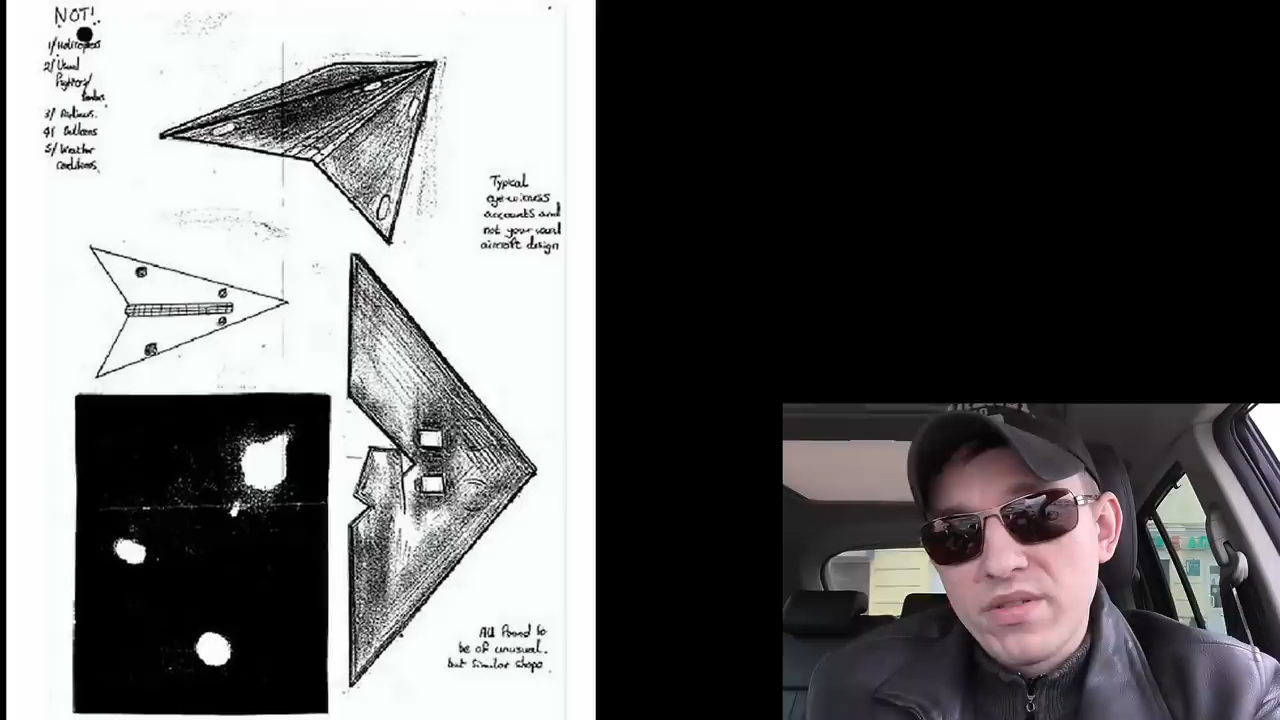 NOT!
1/ Helicopters
2/ Usual
Fighters/
bombs
3/ Airliners.
4/ Balloons
5/ Weather
conditions.
Typical
eye-witness
accounts and
not your usual
aircraft design
All found to
be of unusual.
but similar shape.